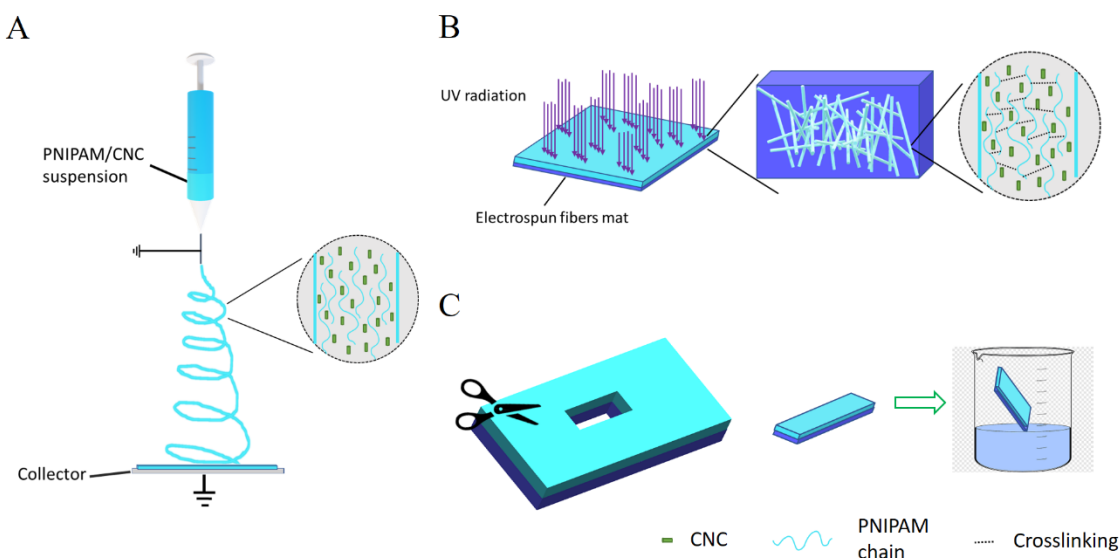 A
PNIPAM/CNC
suspension
Collector
B
UV radiation
Electrospun fibers mat
C
CNC
PNIPAM
chain
Crosslinking